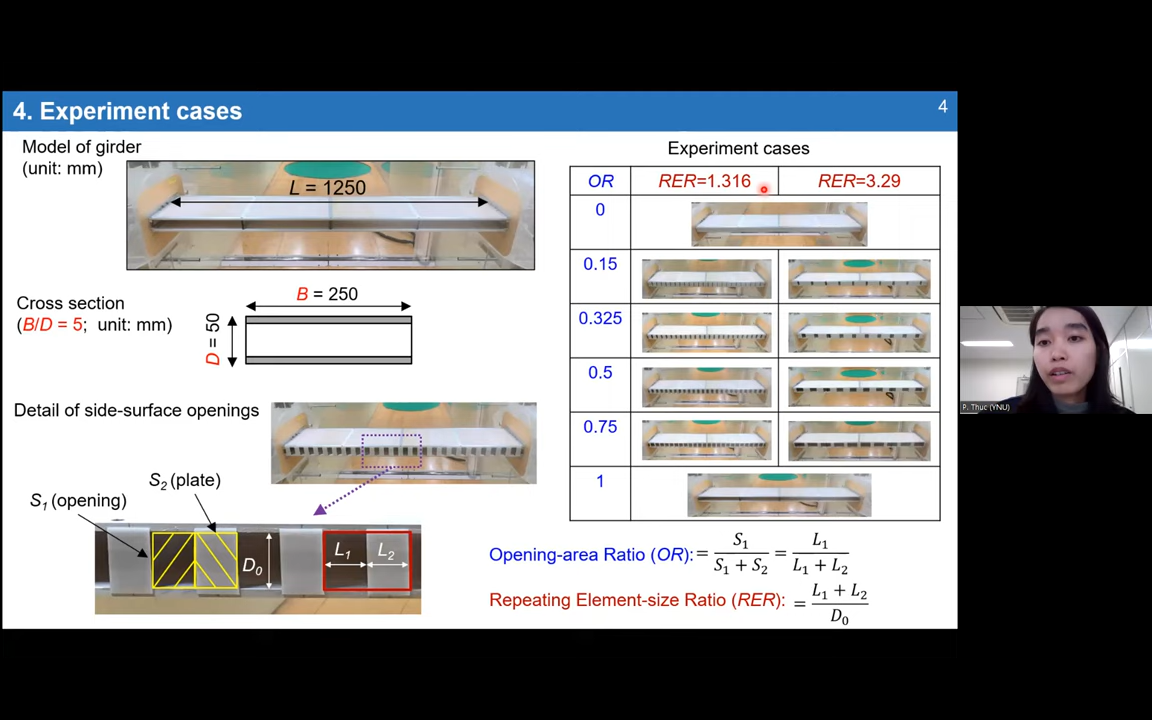 4. Experiment cases
4
Model of girder
(unit: mm)
L = 1250
Cross section
(B/D = 5; unit: mm)
B = 250
D = 50
Detail of side-surface openings
S1 (opening)
S2 (plate)
D0
L1
L2
Experiment cases
OR RER=1.316 RER=3.29
0
0.15
0.325
0.5
0.75
1
Opening-area Ratio (OR): = S1 / (S1 + S2) = L1 / (L1 + L2)
Repeating Element-size Ratio (RER): = (L1 + L2) / D0
P. Thuc (YNU)